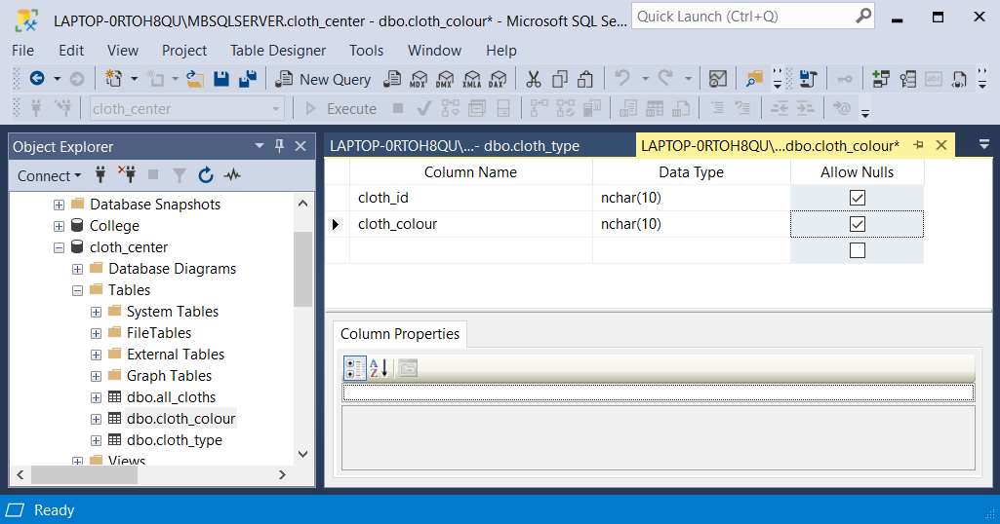 LAPTOP-0RTOH8QU\MBSQLSERVER.cloth_center - dbo.cloth_colour* - Microsoft SQL Se...
Quick Launch (Ctrl+Q)
File Edit View Project Table Designer Tools Window Help
New Query MDX DMX XMLA DAX
cloth_center Execute
Object Explorer
LAPTOP-0RTOH8QU\...- dbo.cloth_type
LAPTOP-0RTOH8QU\...dbo.cloth_colour*
Connect
Column Name Data Type Allow Nulls
cloth_id nchar(10)
cloth_colour nchar(10)
Database Snapshots
College
cloth_center
Database Diagrams
Tables
System Tables
FileTables
External Tables
Graph Tables
dbo.all_cloths
dbo.cloth_colour
dbo.cloth_type
Views
Column Properties
Ready